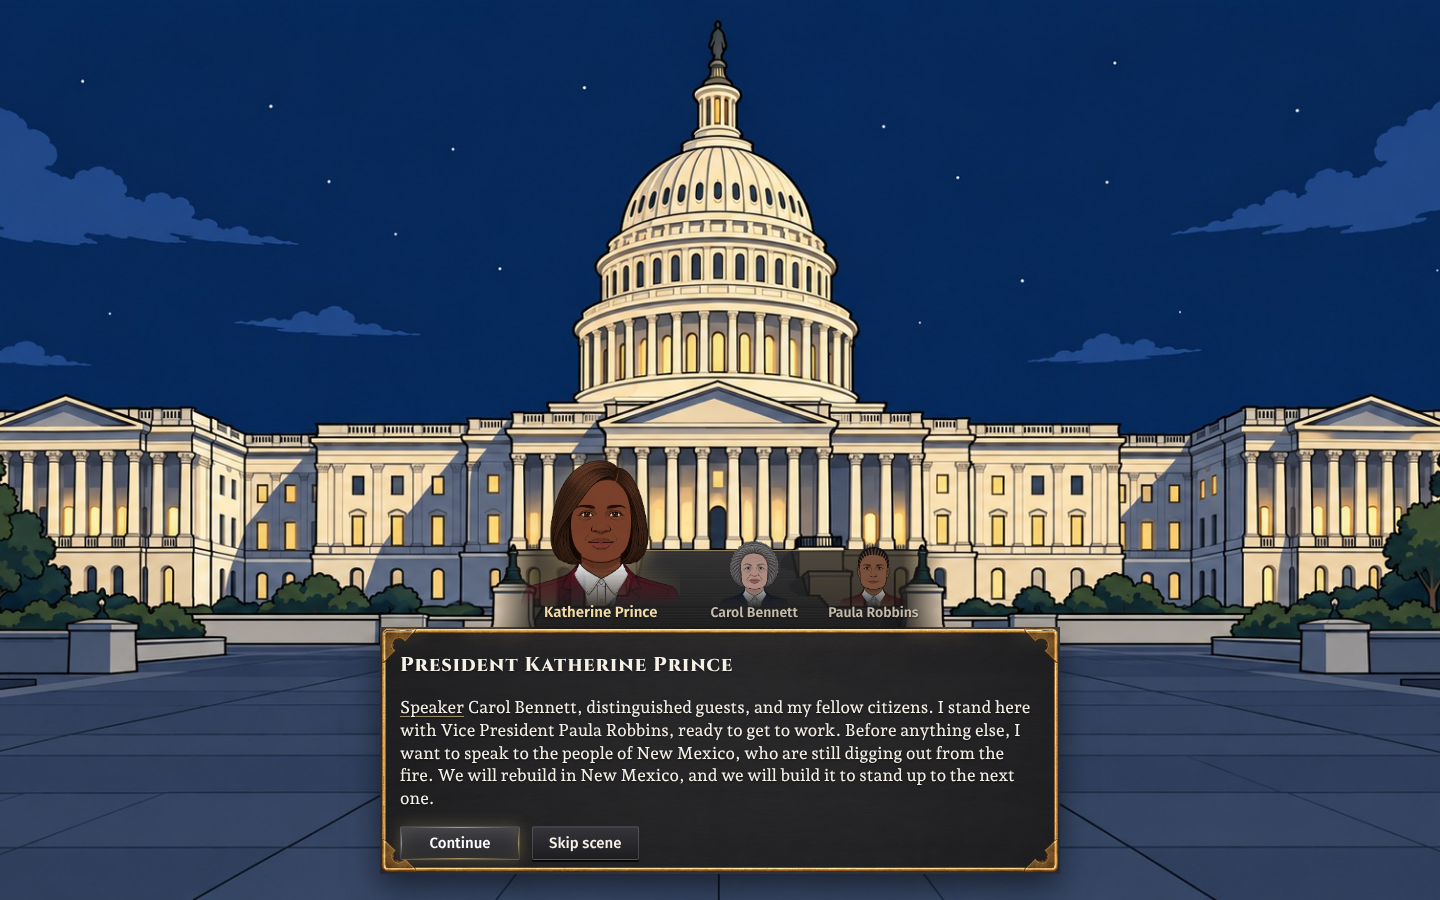 Katherine Prince
Carol Bennett
Paula Robbins
President Katherine Prince
Speaker Carol Bennett, distinguished guests, and my fellow citizens. I stand here
with Vice President Paula Robbins, ready to get to work. Before anything else, I
want to speak to the people of New Mexico, who are still digging out from the
fire. We will rebuild in New Mexico, and we will build it to stand up to the next
one.
Continue
Skip scene